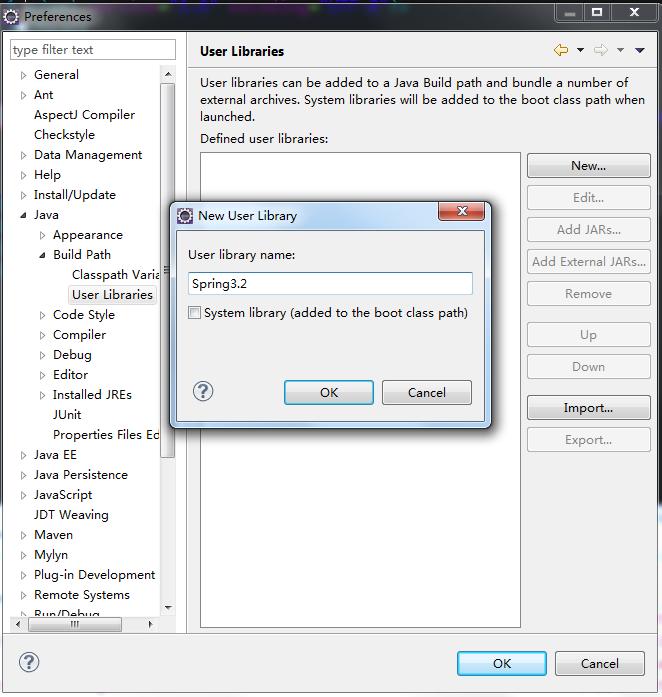 Preferences
type filter text
General
Ant
AspectJ Compiler
Checkstyle
Data Management
Help
Install/Update
Java
Appearance
Build Path
Classpath Varia
User Libraries
Code Style
Compiler
Debug
Editor
Installed JREs
JUnit
Properties Files Ed
Java EE
Java Persistence
JavaScript
JDT Weaving
Maven
Mylyn
Plug-in Development
Remote Systems
Run/Debug
User Libraries
User libraries can be added to a Java Build path and bundle a number of
external archives. System libraries will be added to the boot class path when
launched.
Defined user libraries:
New...
Edit...
Add JARs...
Add External JARs...
Remove
Up
Down
Import...
Export...
New User Library
User library name:
Spring3.2
System library (added to the boot class path)
OK
Cancel
OK
Cancel